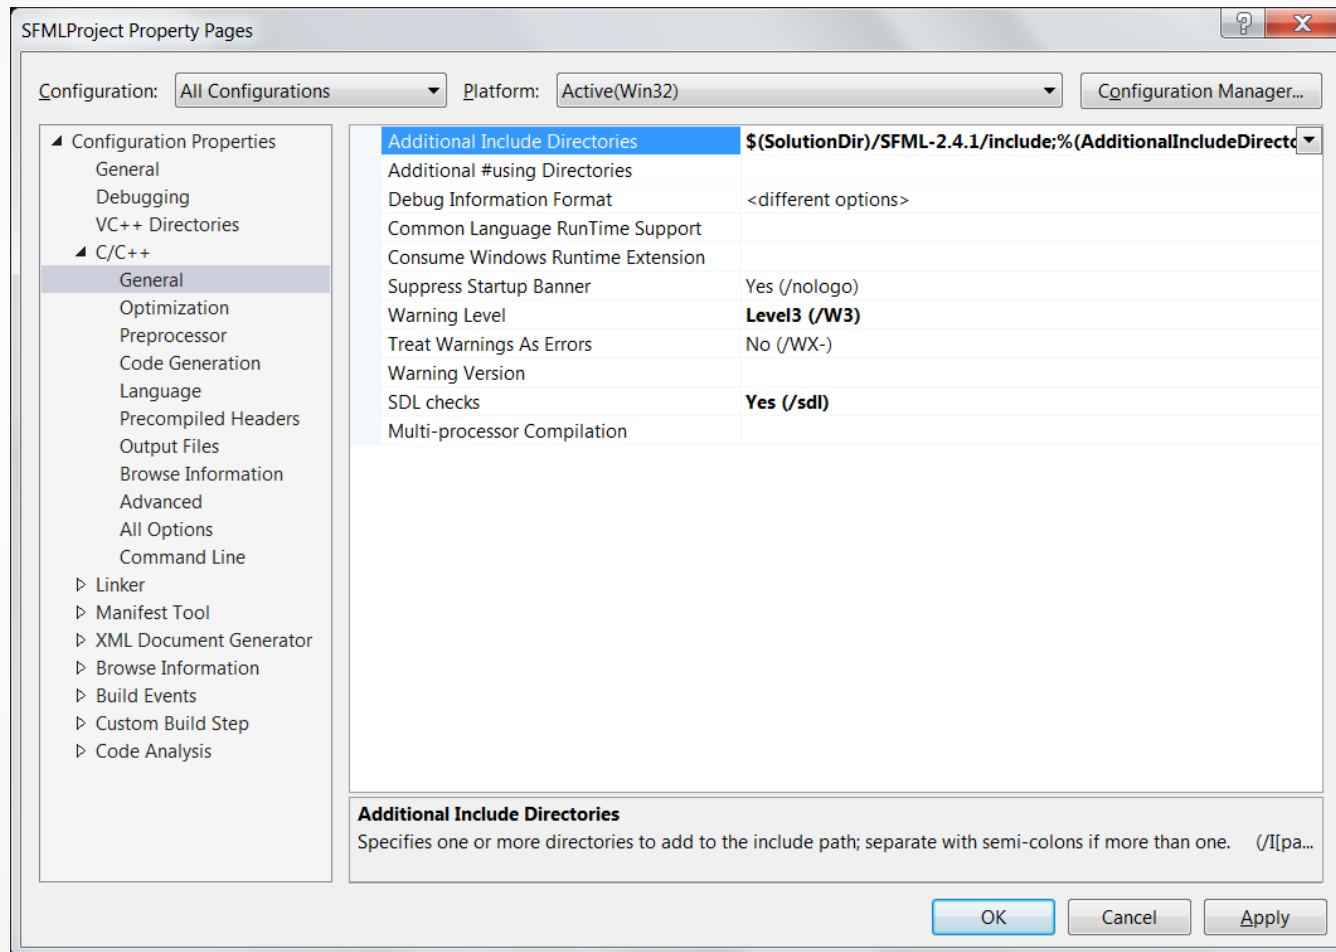 SFMLProject Property Pages
Configuration: All Configurations Platform: Active(Win32) Configuration Manager...
Configuration Properties
General
Debugging
VC++ Directories
C/C++
General
Optimization
Preprocessor
Code Generation
Language
Precompiled Headers
Output Files
Browse Information
Advanced
All Options
Command Line
Linker
Manifest Tool
XML Document Generator
Browse Information
Build Events
Custom Build Step
Code Analysis
Additional Include Directories $(SolutionDir)/SFML-2.4.1/include;%(AdditionalIncludeDirecto
Additional #using Directories
Debug Information Format <different options>
Common Language RunTime Support
Consume Windows Runtime Extension
Suppress Startup Banner Yes (/nologo)
Warning Level Level3 (/W3)
Treat Warnings As Errors No (/WX-)
Warning Version
SDL checks Yes (/sdl)
Multi-processor Compilation
Additional Include Directories
Specifies one or more directories to add to the include path; separate with semi-colons if more than one. (/I[pa...
OK Cancel Apply